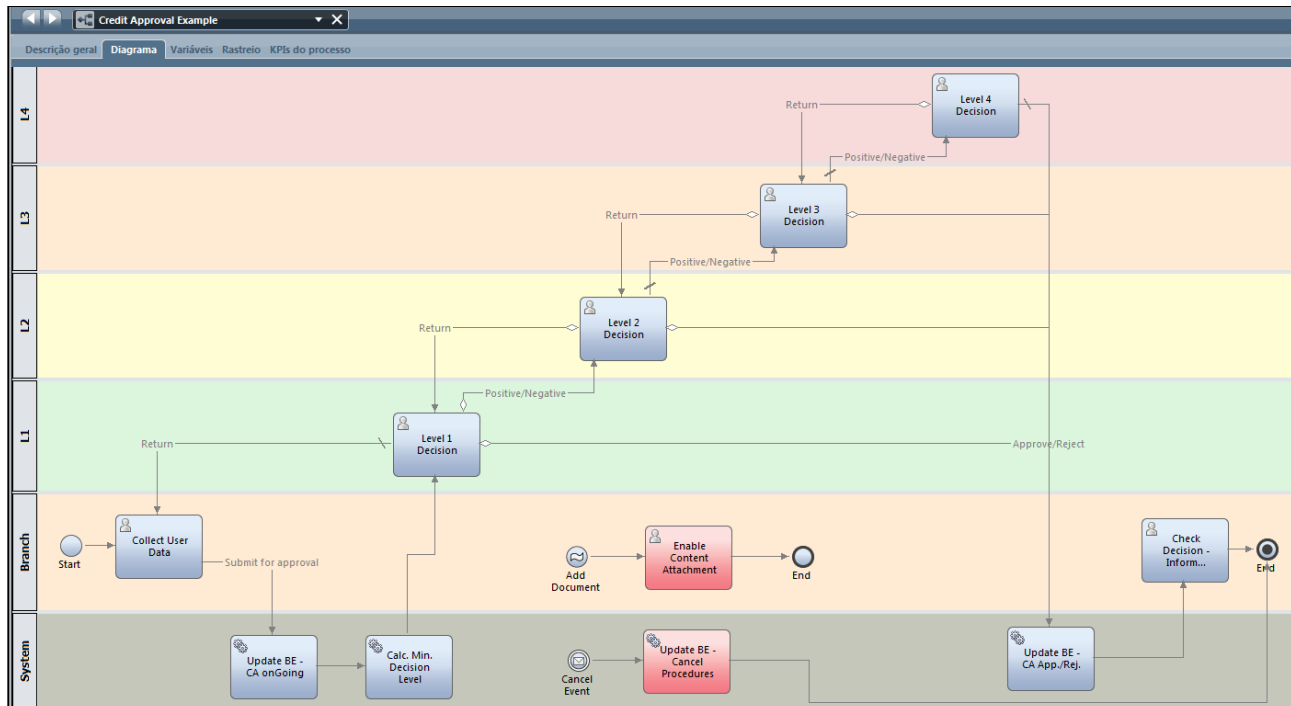 Credit Approval Example
Descrição geral Diagrama Variáveis Rastreio KPIs do processo
L4
Return
Level 4
Decision
Positive/Negative
L3
Return
Level 3
Decision
Positive/Negative
L2
Return
Level 2
Decision
Positive/Negative
L1
Return
Level 1
Decision
Approve/Reject
Branch
Start
Collect User
Data
Submit for approval
Add
Document
Enable
Content
Attachment
End
Check
Decision -
Inform...
End
System
Update BE -
CA onGoing
Calc. Min.
Decision
Level
Cancel
Event
Update BE -
Cancel
Procedures
Update BE -
CA App./Rej.